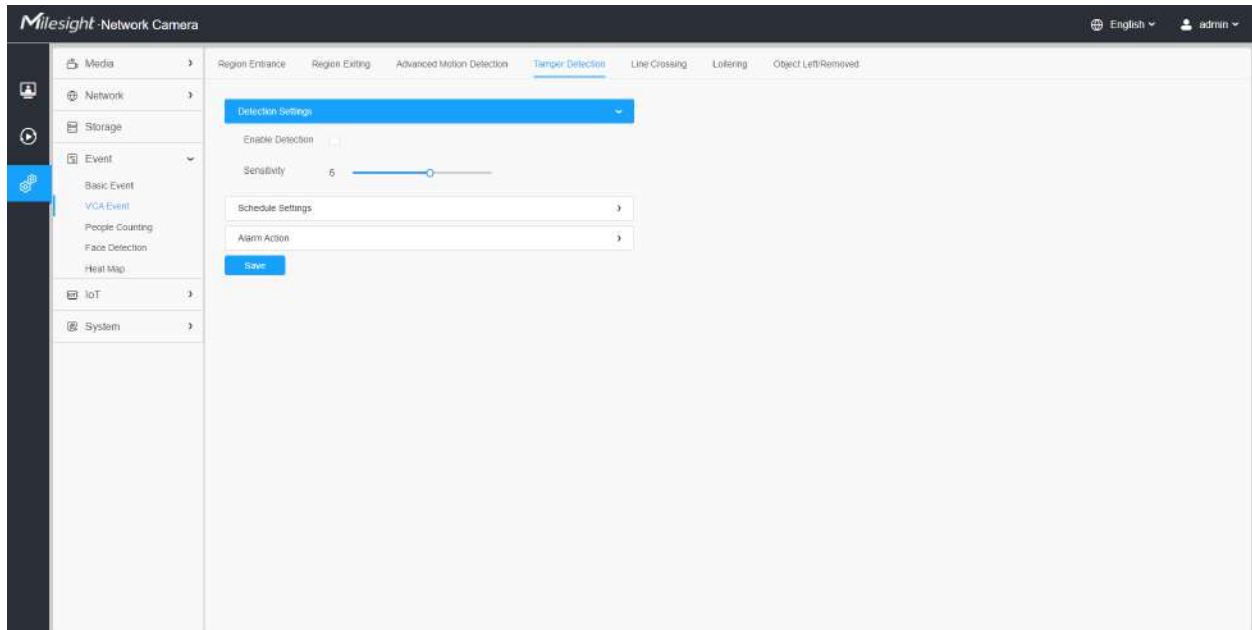 Milesight Network Camera
English
admin
Media
Network
Storage
Event
Basic Event
VCA Event
People Counting
Face Detection
Heat Map
IoT
System
Region Entrance Region Exiting Advanced Motion Detection Tamper Detection Line Crossing Loitering Object Left/Removed
Detection Settings
Enable Detection
Sensitivity 6
Schedule Settings
Alarm Action
Save